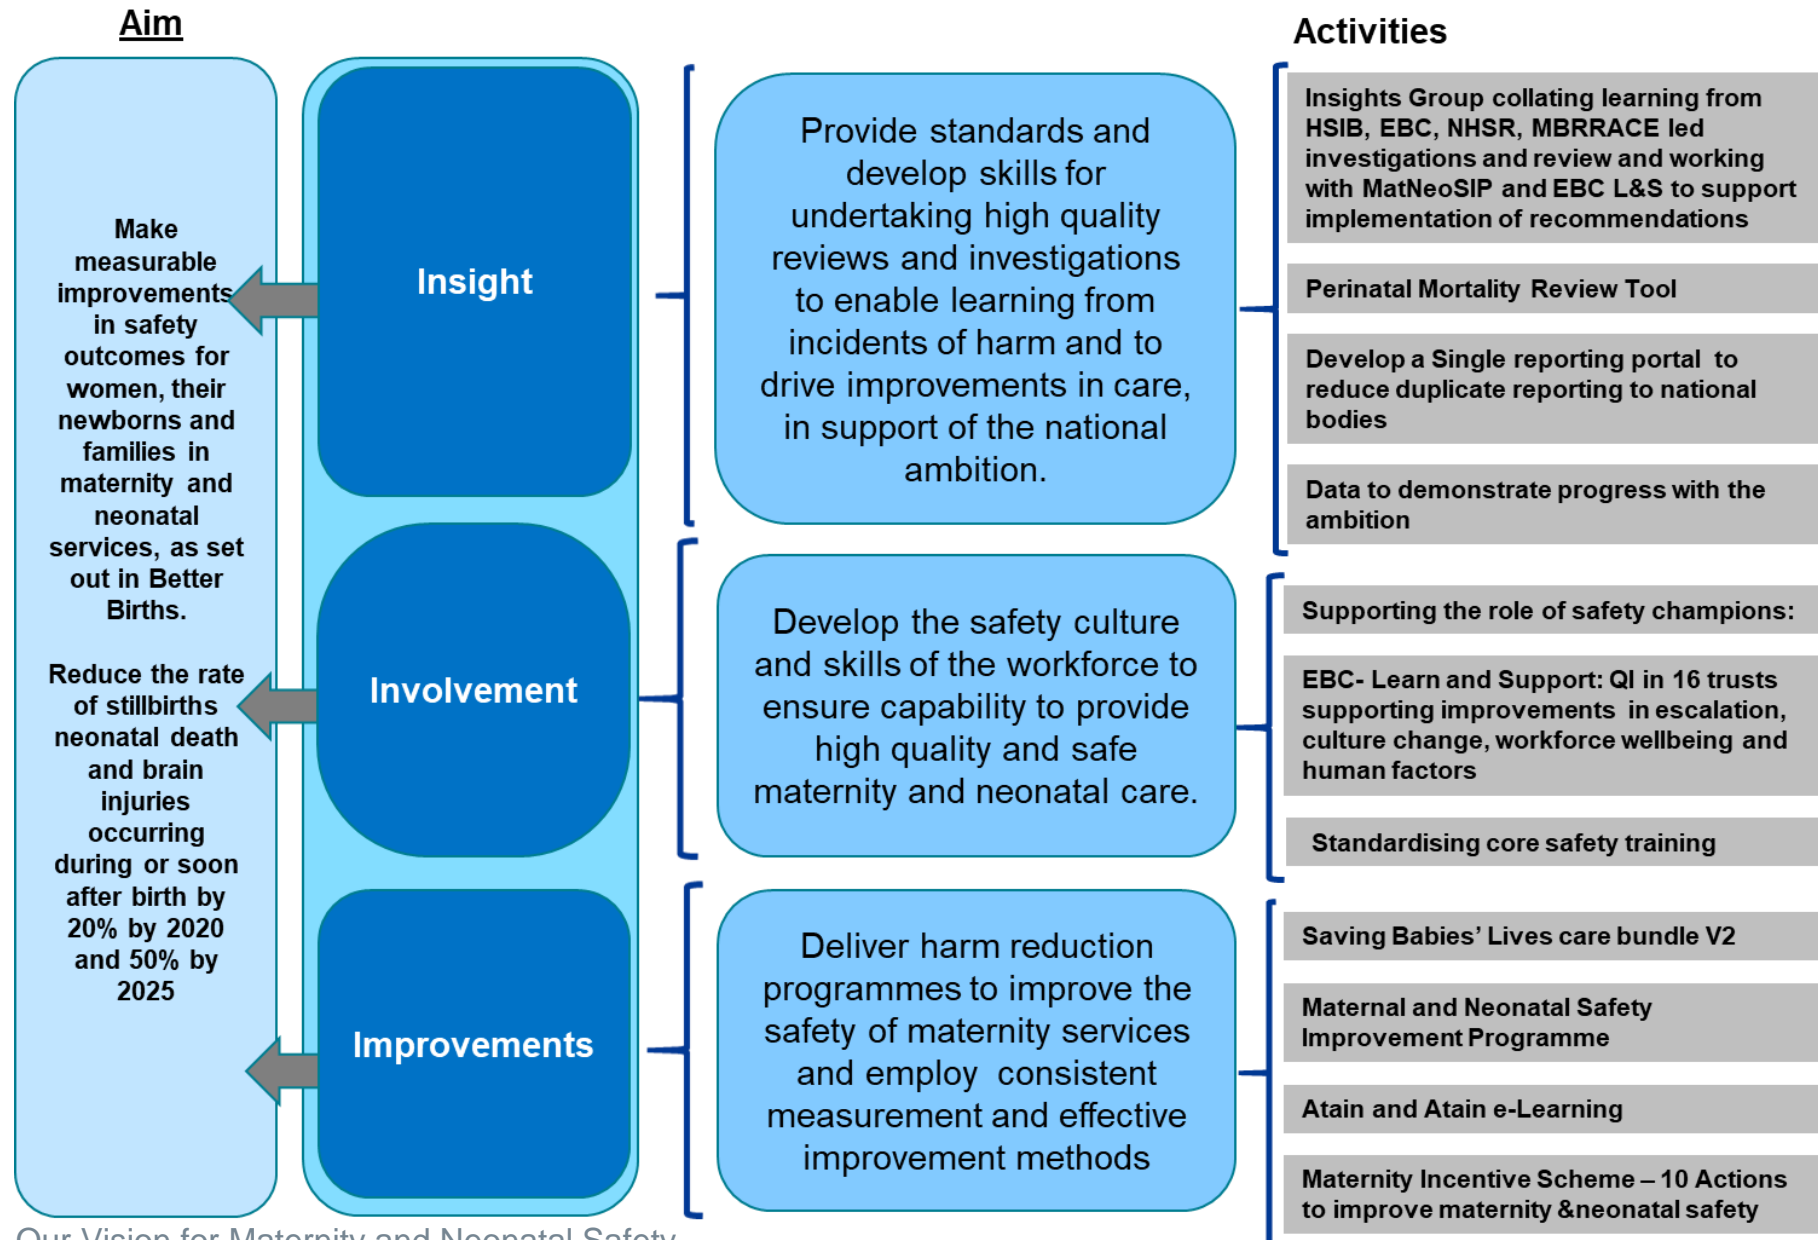 Aim
Make
measurable
improvements
in safety
outcomes for
women, their
newborns and
families in
maternity and
neonatal
services, as set
out in Better
Births.
Reduce the rate
of stillbirths
neonatal death
and brain
injuries
occurring
during or soon
after birth by
20% by 2020
and 50% by
2025
Insight
Involvement
Improvements
Provide standards and
develop skills for
undertaking high quality
reviews and investigations
to enable learning from
incidents of harm and to
drive improvements in care,
in support of the national
ambition.
Develop the safety culture
and skills of the workforce to
ensure capability to provide
high quality and safe
maternity and neonatal care.
Deliver harm reduction
programmes to improve the
safety of maternity services
and employ consistent
measurement and effective
improvement methods
Activities
Insights Group collating learning from
HSIB, EBC, NHSR, MBRRACE led
investigations and review and working
with MatNeoSIP and EBC L&S to support
implementation of recommendations
Perinatal Mortality Review Tool
Develop a Single reporting portal to
reduce duplicate reporting to national
bodies
Data to demonstrate progress with the
ambition
Supporting the role of safety champions:
EBC- Learn and Support: QI in 16 trusts
supporting improvements in escalation,
culture change, workforce wellbeing and
human factors
Standardising core safety training
Saving Babies’ Lives care bundle V2
Maternal and Neonatal Safety
Improvement Programme
Atain and Atain e-Learning
Maternity Incentive Scheme – 10 Actions
to improve maternity &neonatal safety
Our Vision for Maternity and Neonatal Safety